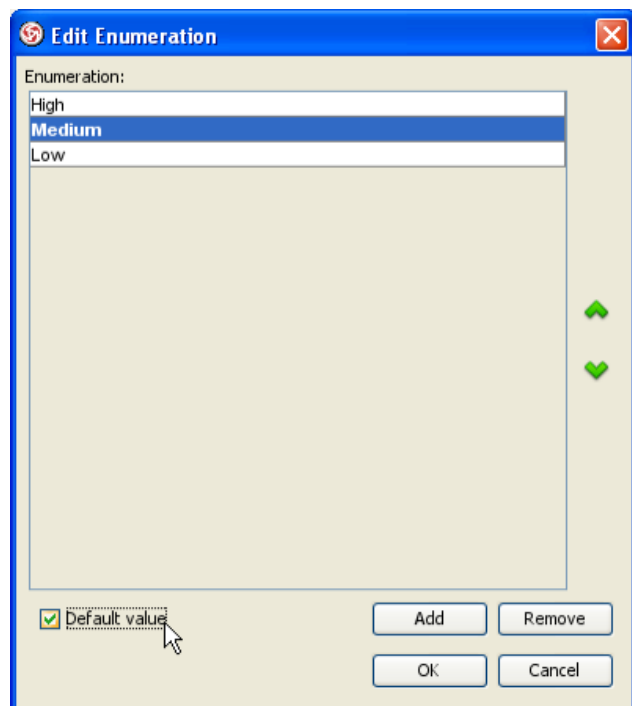 Edit Enumeration
Enumeration:
High
Medium
Low
Default value
Add
Remove
OK
Cancel